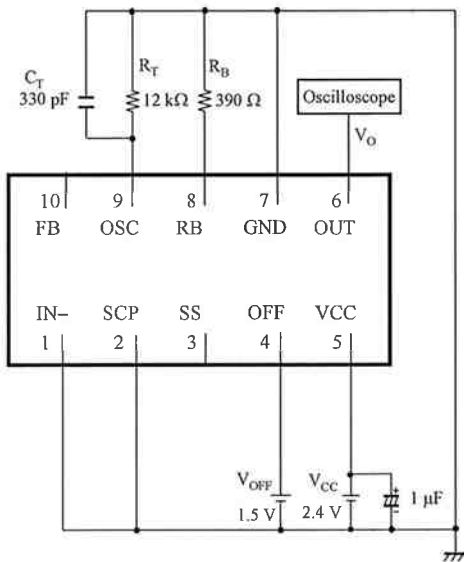 C_T
330 pF
R_T
12 kΩ
R_B
390 Ω
Oscilloscope
V_O
10 9 8 7 6
FB OSC RB GND OUT
IN− SCP SS OFF VCC
1 2 3 4 5
V_OFF
1.5 V
V_CC
2.4 V
+
−
1 μF